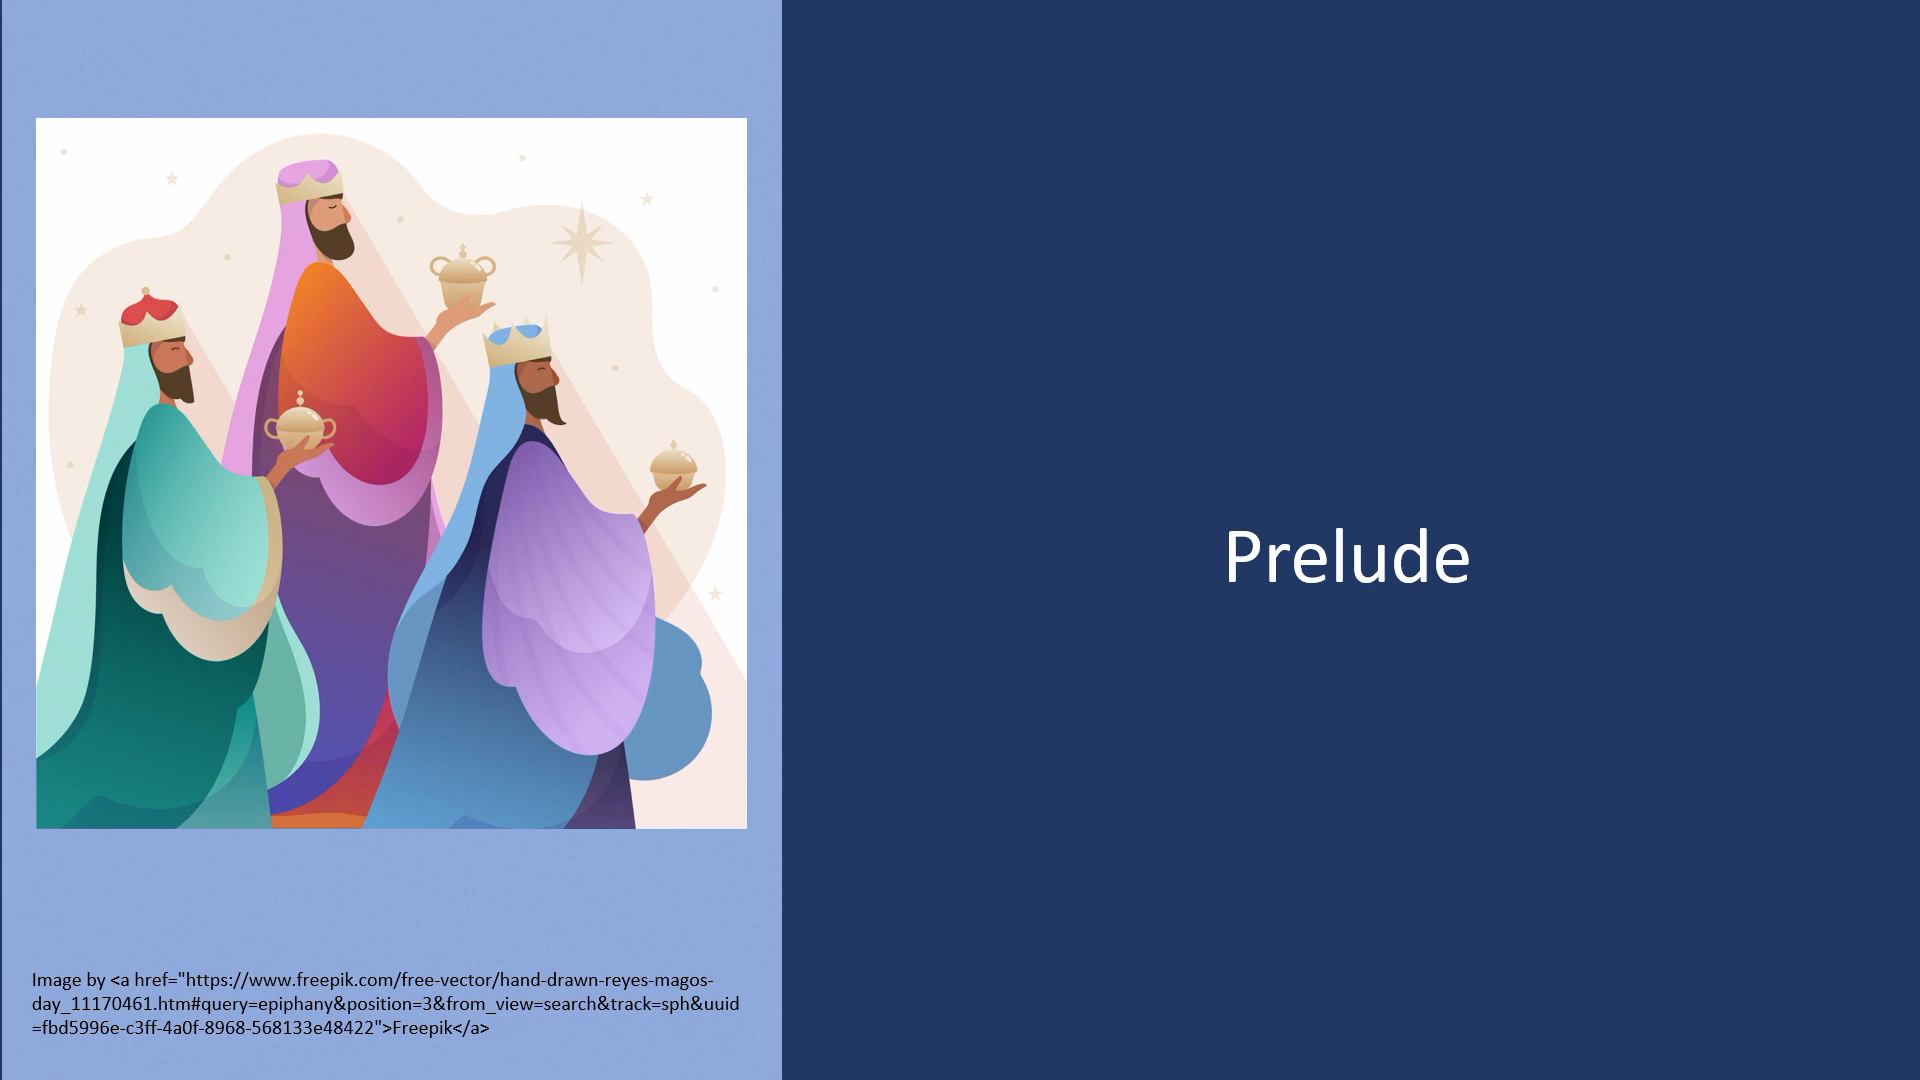 Prelude
Image by <a href="https://www.freepik.com/free-vector/hand-drawn-reyes-magos-
day_11170461.htm#query=epiphany&position=3&from_view=search&track=sph&uuid
=fbd5996e-c3ff-4a0f-8968-568133e48422">Freepik</a>